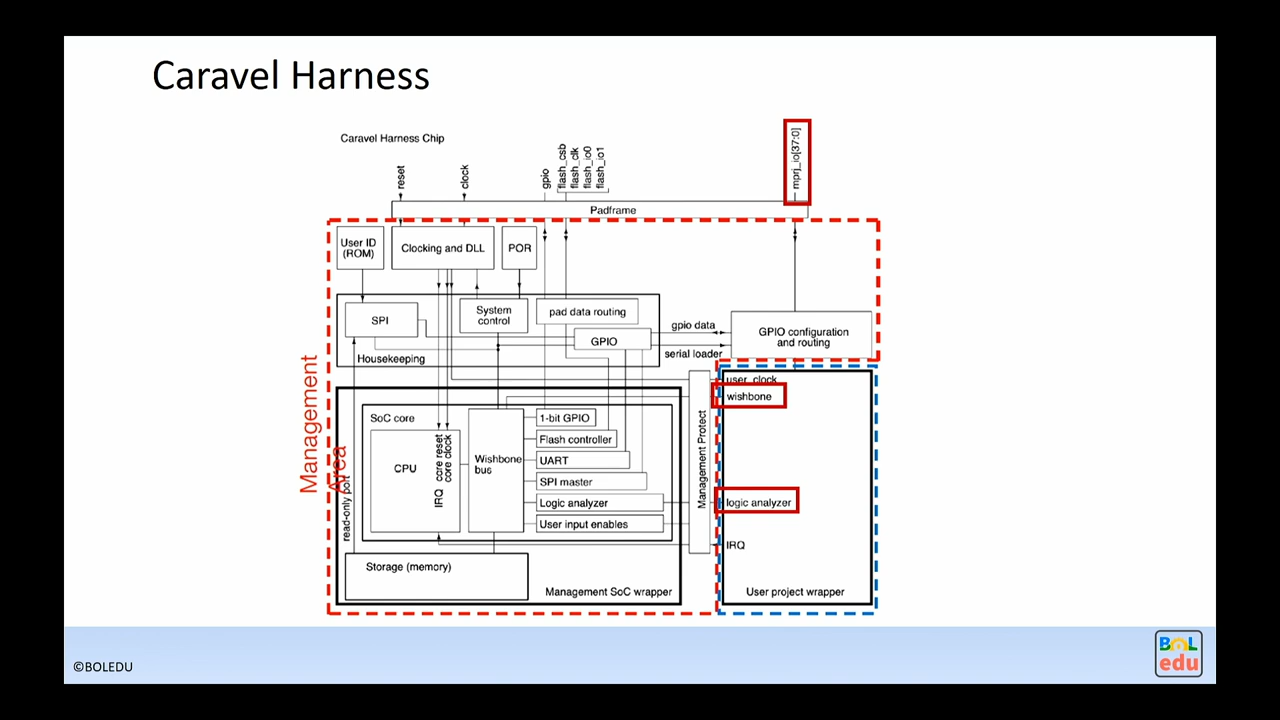 Caravel Harness
Caravel Harness Chip
reset
clock
gpio
flash_csb
flash_clk
flash_io0
flash_io1
mprj_io[37:0]
Padframe
User ID
(ROM)
Clocking and DLL
POR
SPI
System
control
pad data routing
GPIO
Housekeeping
gpio data
serial loader
GPIO configuration
and routing
Management
Area
read-only port
SoC core
CPU
IRQ
core reset
core clock
Wishbone
bus
1-bit GPIO
Flash controller
UART
SPI master
Logic analyzer
User input enables
Storage (memory)
Management SoC wrapper
Management Protect
user_clock
wishbone
logic analyzer
IRQ
User project wrapper
©BOLEDU
BOL
edu